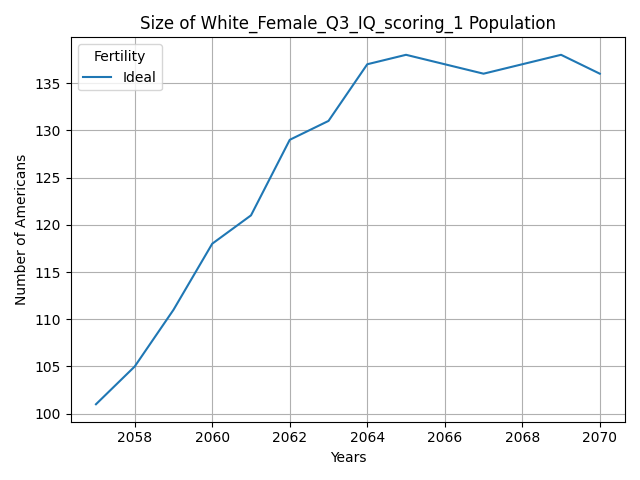 Size of White_Female_Q3_IQ_scoring_1 Population
Fertility
Ideal
Number of Americans
135
130
125
120
115
110
105
100
2058 2060 2062 2064 2066 2068 2070
Years